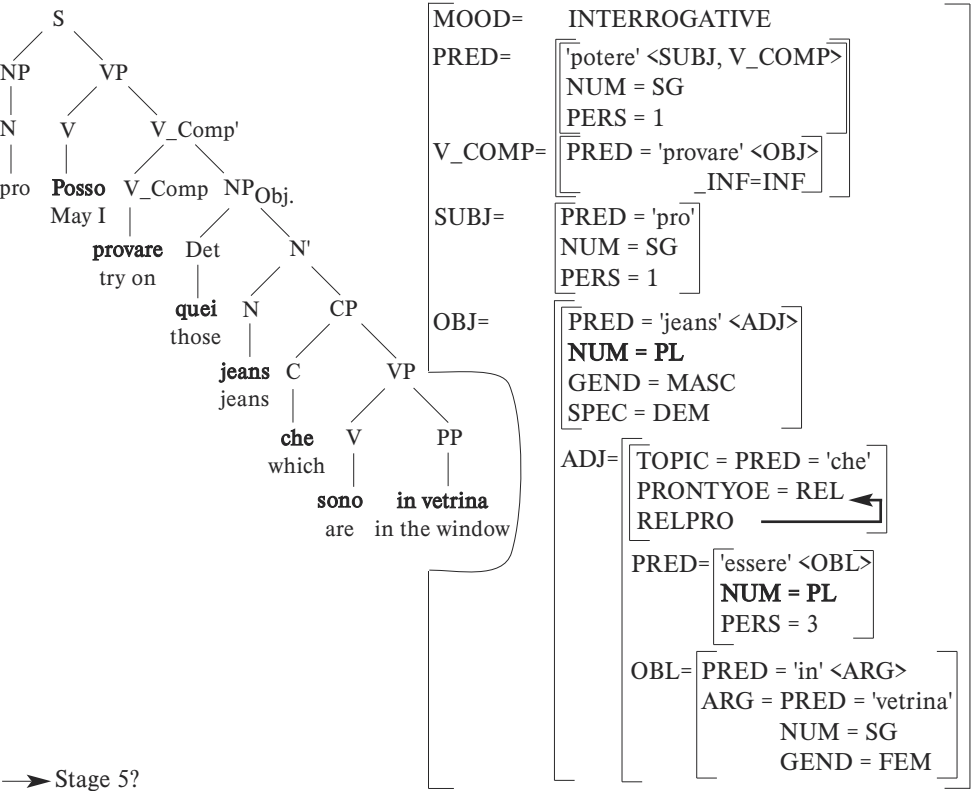 S
NP VP
N V V_Comp'
pro Posso V_Comp NP Obj.
May I
provare Det N'
try on
quei N CP
those
jeans C VP
jeans
che V PP
which
sono in vetrina
are in the window
MOOD= INTERROGATIVE
PRED= 'potere' <SUBJ, V_COMP>
NUM = SG
PERS = 1
V_COMP= PRED = 'provare' <OBJ>
_INF=INF
SUBJ= PRED = 'pro'
NUM = SG
PERS = 1
OBJ= PRED = 'jeans' <ADJ>
NUM = PL
GEND = MASC
SPEC = DEM
ADJ= TOPIC = PRED = 'che'
PRONTYOE = REL
RELPRO
PRED= 'essere' <OBL>
NUM = PL
PERS = 3
OBL= PRED = 'in' <ARG>
ARG = PRED = 'vetrina'
NUM = SG
GEND = FEM
Stage 5?